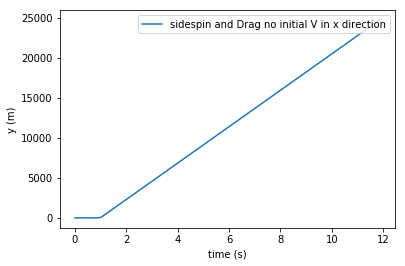 sidespin and Drag no initial V in x direction
25000
20000
15000
10000
5000
0
y (m)
0 2 4 6 8 10 12
time (s)